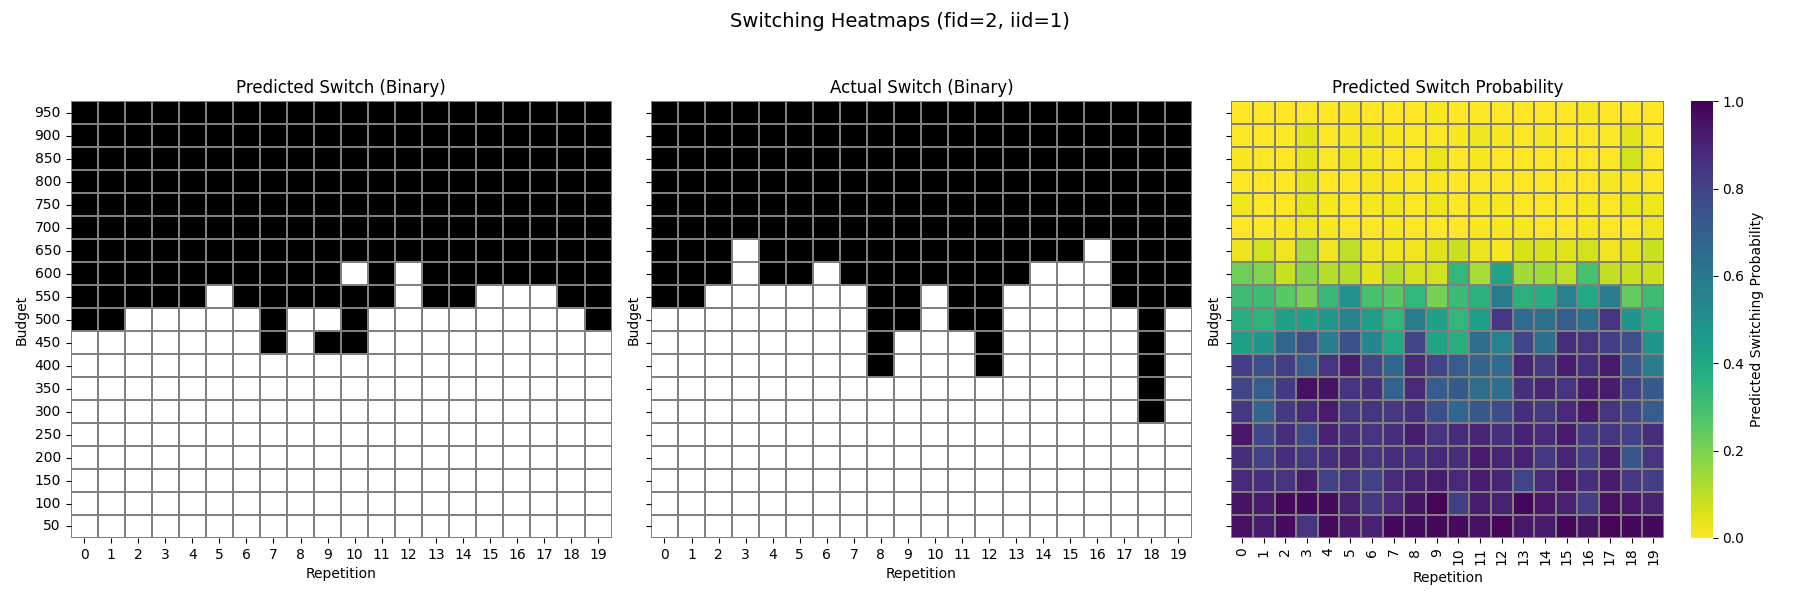 Switching Heatmaps (fid=2, iid=1)
Predicted Switch (Binary)
Budget
950
900
850
800
750
700
650
600
550
500
450
400
350
300
250
200
150
100
50
0 1 2 3 4 5 6 7 8 9 10 11 12 13 14 15 16 17 18 19
Repetition
Actual Switch (Binary)
Budget
0 1 2 3 4 5 6 7 8 9 10 11 12 13 14 15 16 17 18 19
Repetition
Predicted Switch Probability
Budget
0 1 2 3 4 5 6 7 8 9 10 11 12 13 14 15 16 17 18 19
Repetition
1.0
0.8
0.6
0.4
0.2
0.0
Predicted Switching Probability